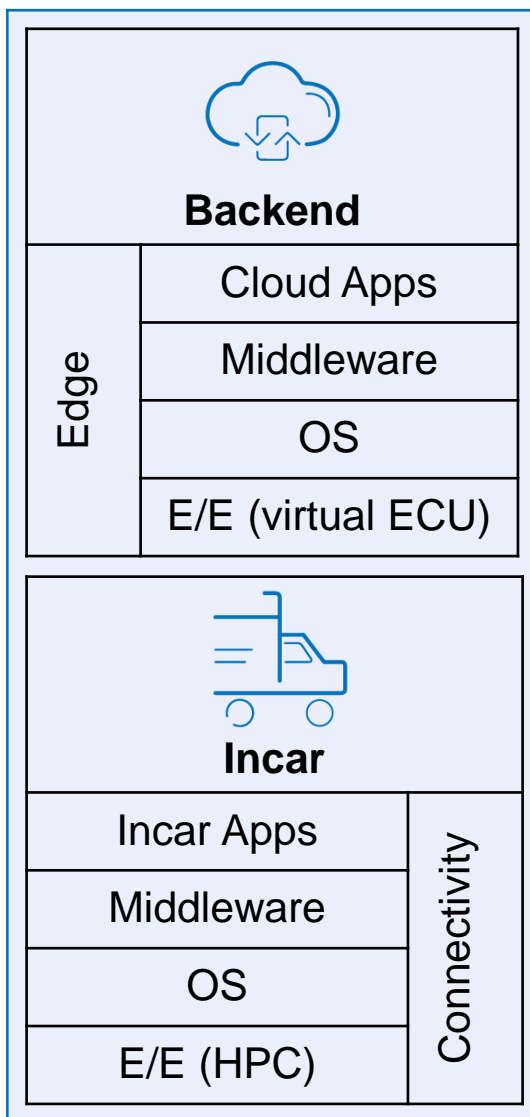 Backend
Edge
Cloud Apps
Middleware
OS
E/E (virtual ECU)
Incar
Incar Apps
Middleware
OS
E/E (HPC)
Connectivity